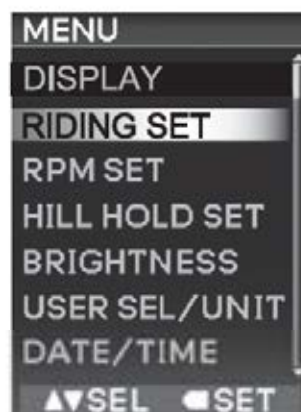 MENU
DISPLAY
RIDING SET
RPM SET
HILL HOLD SET
BRIGHTNESS
USER SEL/UNIT
DATE/TIME
▲▼SEL ◀SET